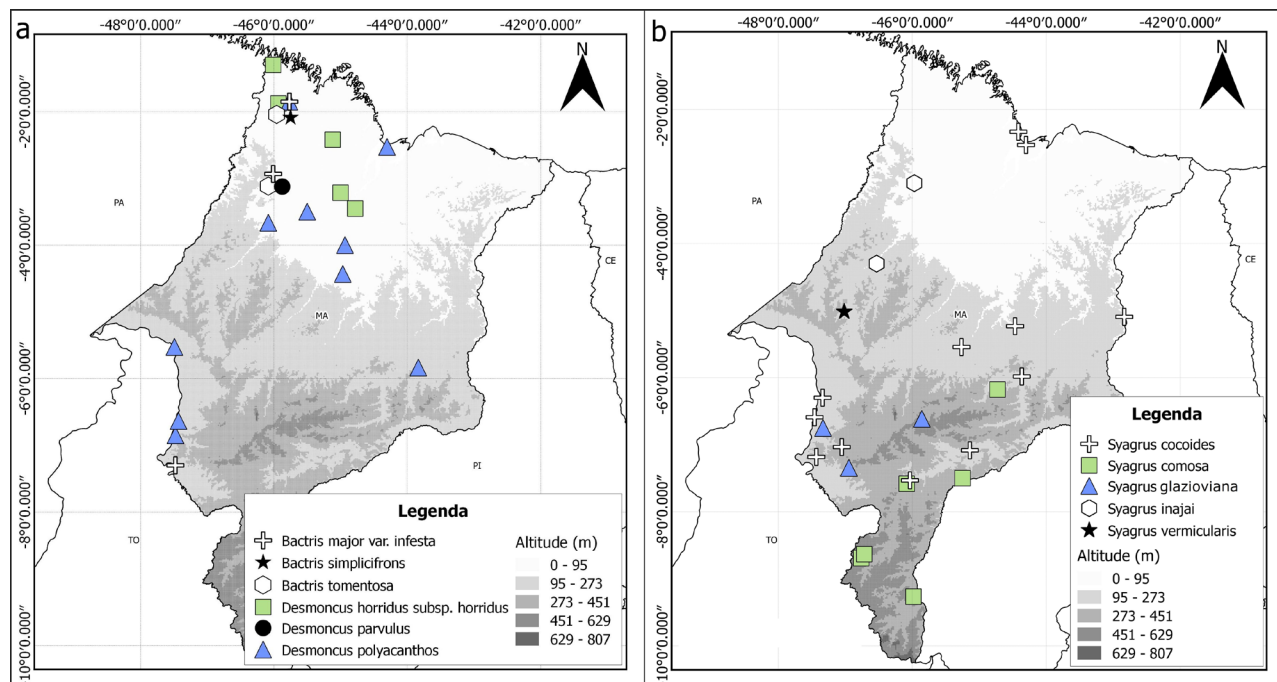 a
-48°0'0.000" -46°0'0.000" -44°0'0.000" -42°0'0.000"
N
-2°0'0.000"
-4°0'0.000"
-6°0'0.000"
-8°0'0.000"
-10°0'0.000"
PA
CE
MA
PI
TO
Legenda
Bactris major var. infesta
Bactris simplicifrons
Bactris tomentosa
Desmoncus horridus subsp. horridus
Desmoncus parvulus
Desmoncus polyacanthos
Altitude (m)
0 - 95
95 - 273
273 - 451
451 - 629
629 - 807
b
-48°0'0.000" -46°0'0.000" -44°0'0.000" -42°0'0.000"
N
-2°0'0.000"
-4°0'0.000"
-6°0'0.000"
-8°0'0.000"
-10°0'0.000"
PA
CE
MA
TO
Legenda
Syagrus cocoides
Syagrus comosa
Syagrus glazioviana
Syagrus inajai
Syagrus vermicularis
Altitude (m)
0 - 95
95 - 273
273 - 451
451 - 629
629 - 807